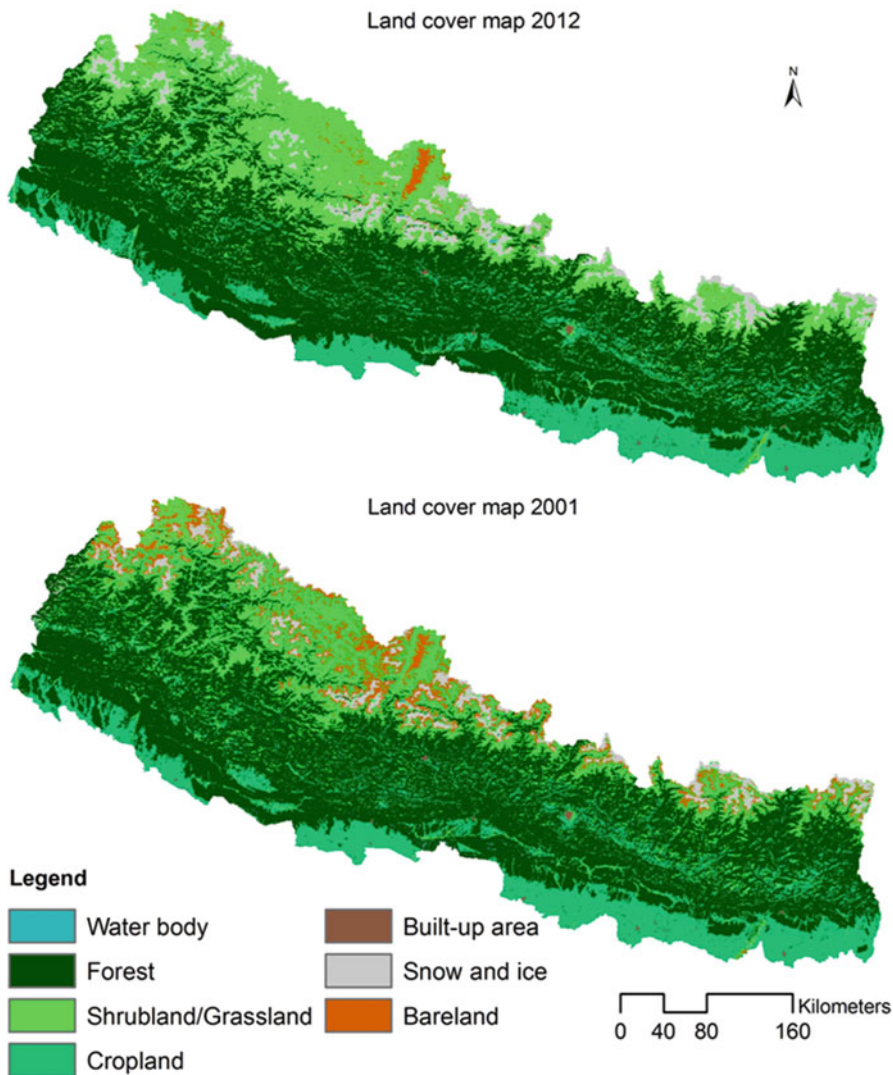 Land cover map 2012
N
Land cover map 2001
Legend
Water body
Forest
Shrubland/Grassland
Cropland
Built-up area
Snow and ice
Bareland
Kilometers
0 40 80 160